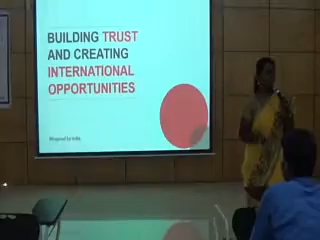 BUILDING TRUST
AND CREATING
INTERNATIONAL
OPPORTUNITIES